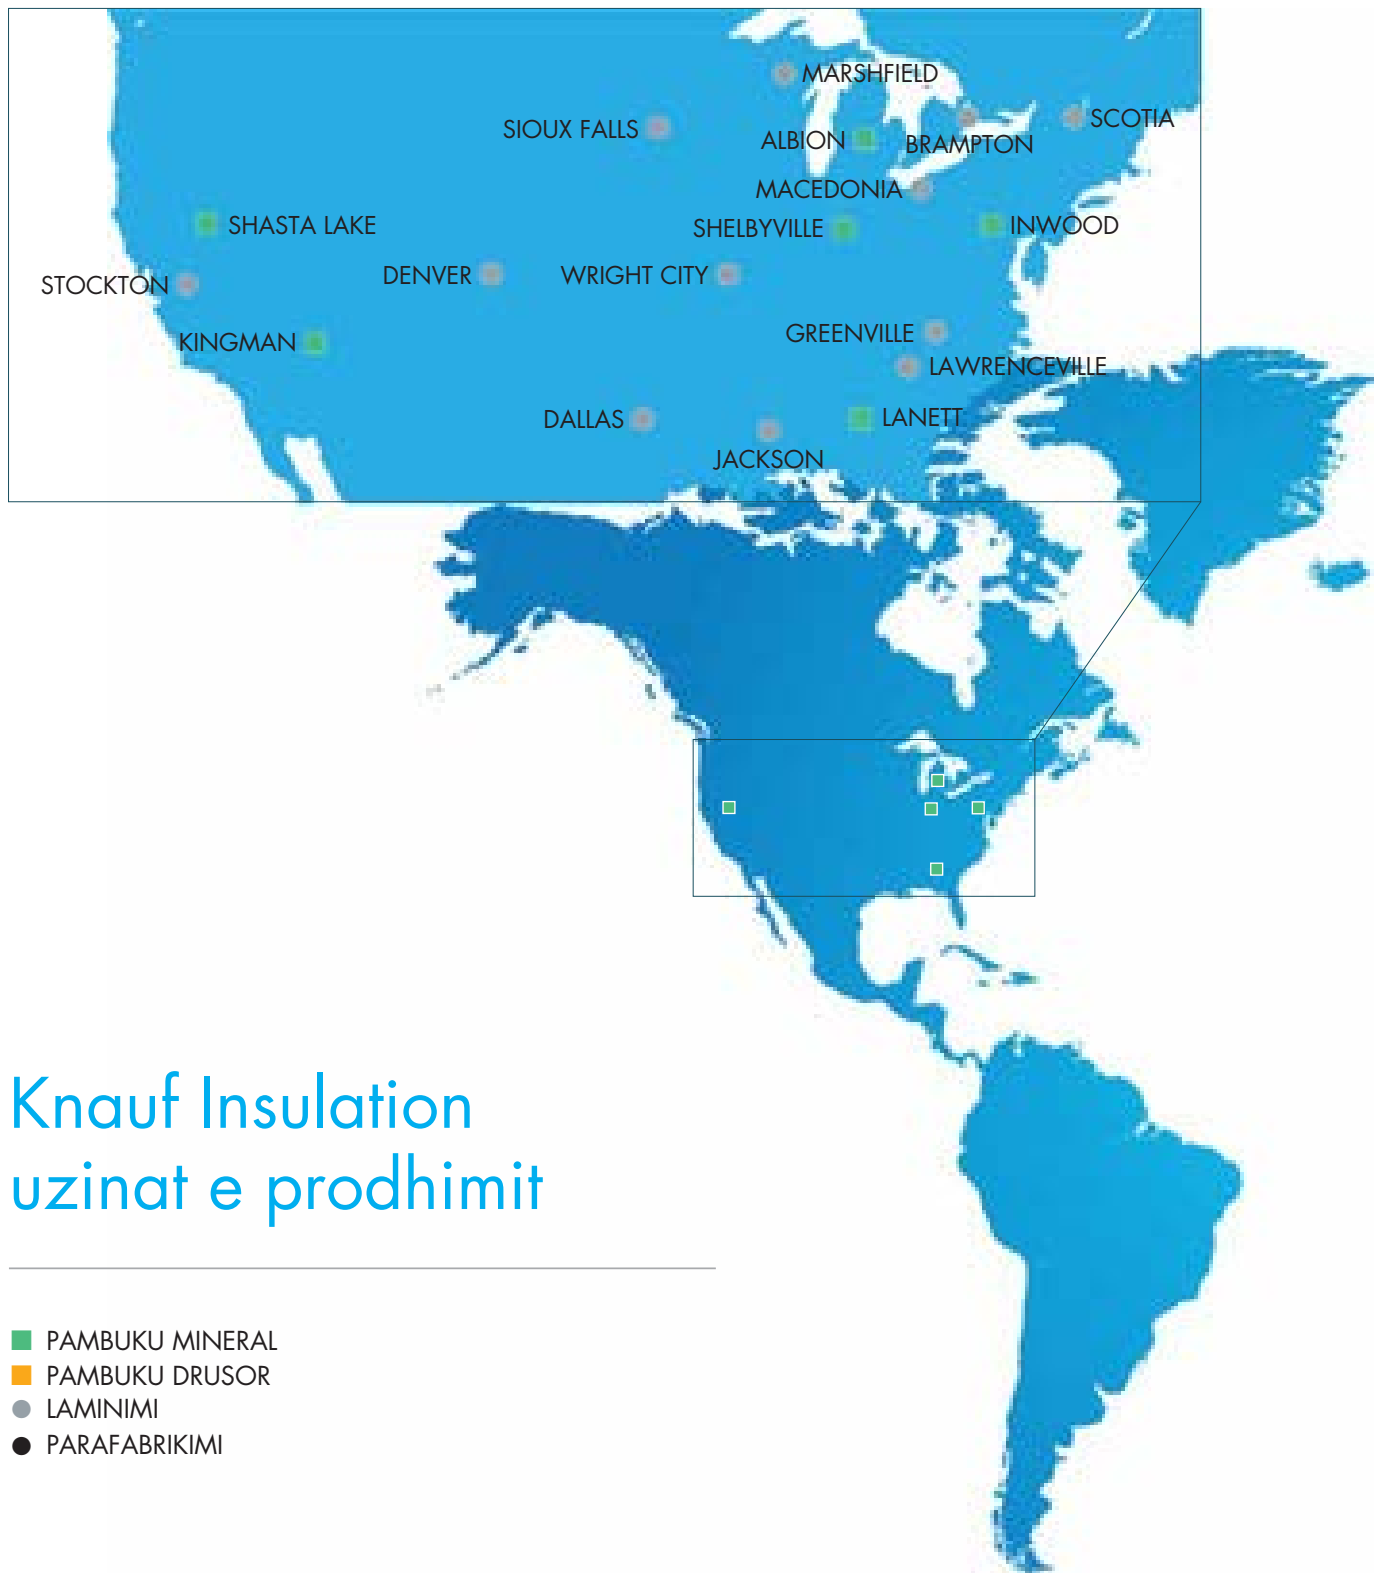 MARSHFIELD
SIOUX FALLS
SCOTIA
ALBION
BRAMPTON
MACEDONIA
SHASTA LAKE
SHELBYVILLE
INWOOD
STOCKTON
DENVER
WRIGHT CITY
KINGMAN
GREENVILLE
LAWRENCEVILLE
DALLAS
LANETT
JACKSON
Knauf Insulation
uzinat e prodhimit
PAMBUKU MINERAL
PAMBUKU DRUSOR
LAMINIMI
PARAFABRIKIMI